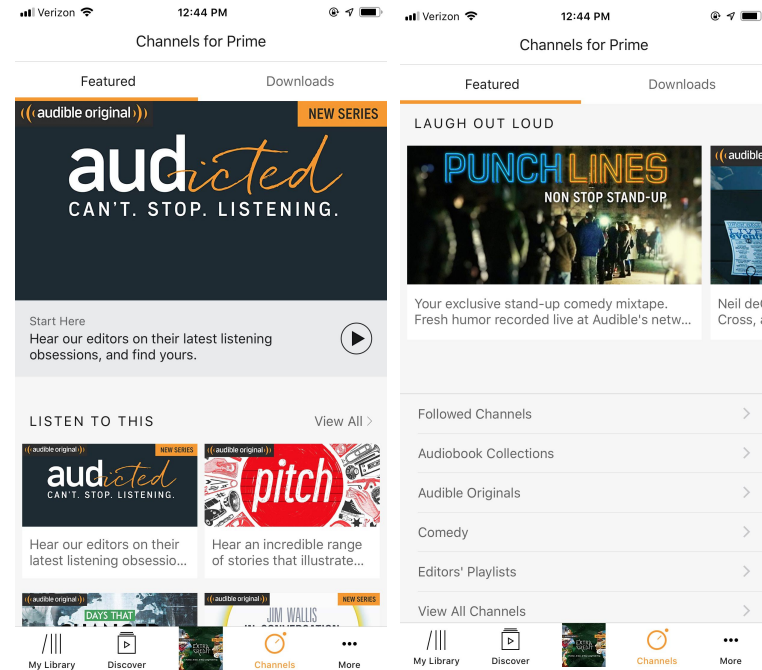 Verizon 12:44 PM
Channels for Prime
Featured Downloads
audible original NEW SERIES
audicted
CAN'T. STOP. LISTENING.
Start Here
Hear our editors on their latest listening
obsessions, and find yours.
LISTEN TO THIS View All
audible original NEW SERIES
audicted
CAN'T. STOP. LISTENING.
Hear our editors on their
latest listening obsessio...
audible original
pitch
Hear an incredible range
of stories that illustrate...
audible original
DAYS THAT
audible original NEW SERIES
JIM WALLIS
IN CONVERSATION
My Library Discover Channels More
Verizon 12:44 PM
Channels for Prime
Featured Downloads
LAUGH OUT LOUD
PUNCHLINES
NON STOP STAND-UP
Your exclusive stand-up comedy mixtape.
Fresh humor recorded live at Audible's netw...
audible
Neil de
Cross, a
Followed Channels
Audiobook Collections
Audible Originals
Comedy
Editors' Playlists
View All Channels
My Library Discover Channels More